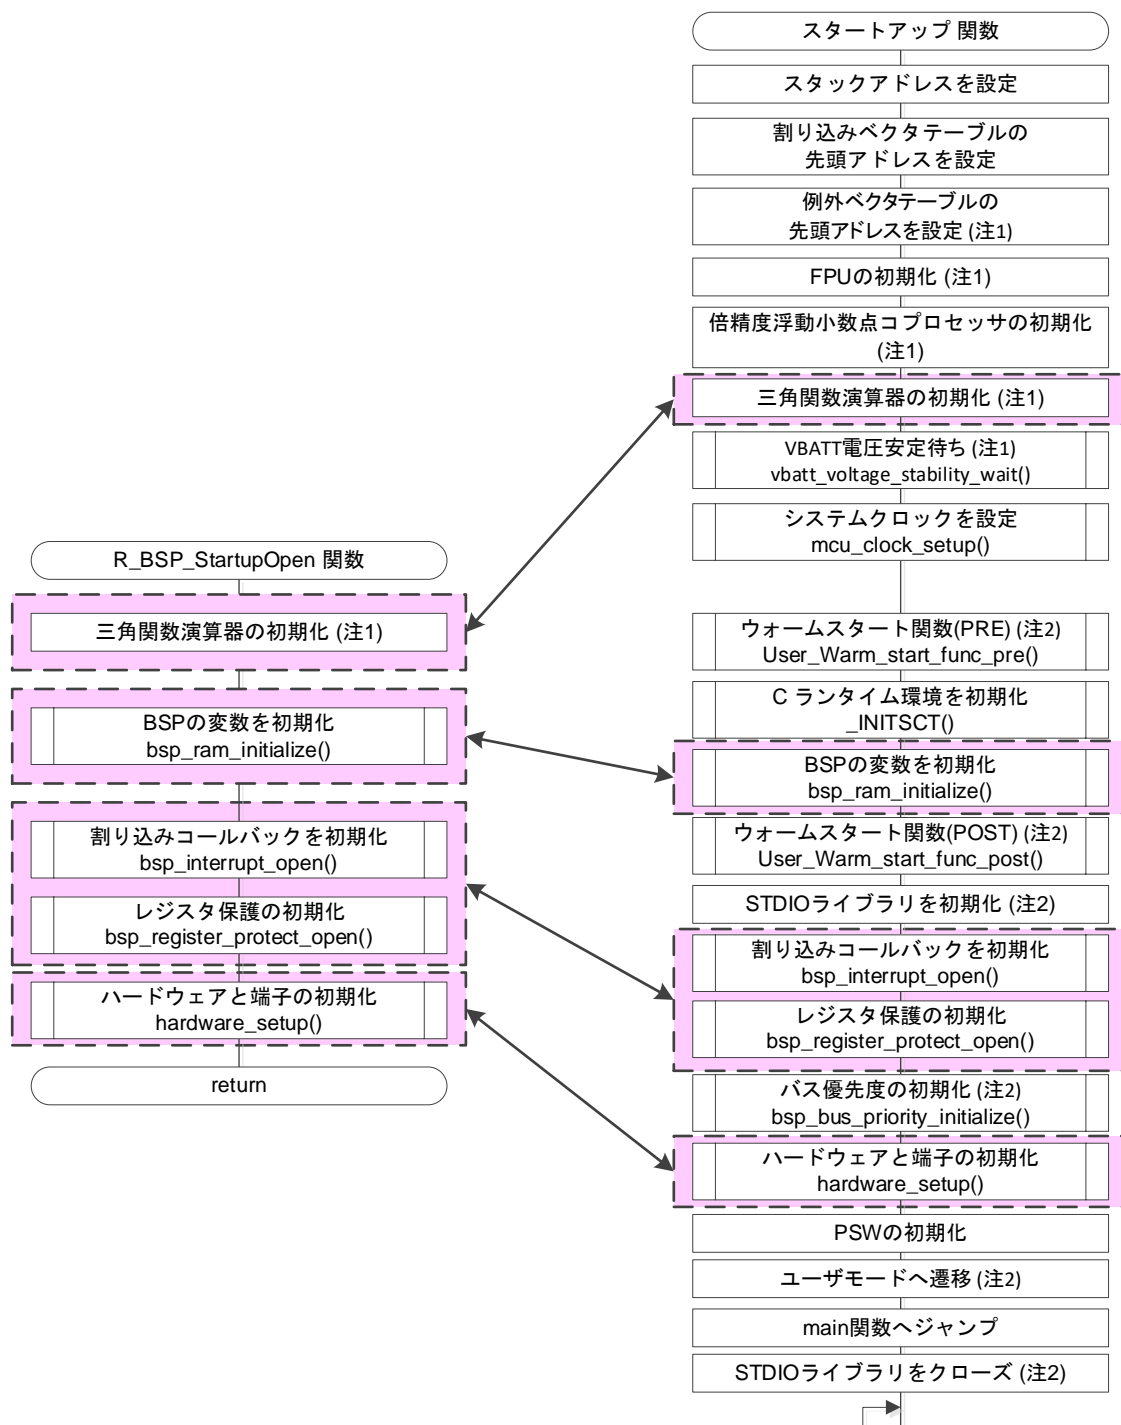 スタートアップ 関数
スタックアドレスを設定
割り込みベクタテーブルの
先頭アドレスを設定
例外ベクタテーブルの
先頭アドレスを設定 (注1)
FPUの初期化 (注1)
倍精度浮動小数点コプロセッサの初期化
(注1)
三角関数演算器の初期化 (注1)
VBATT電圧安定待ち (注1)
vbatt_voltage_stability_wait()
システムクロックを設定
mcu_clock_setup()
ウォームスタート関数(PRE) (注2)
User_Warm_start_func_pre()
C ランタイム環境を初期化
_INITSCT()
BSPの変数を初期化
bsp_ram_initialize()
ウォームスタート関数(POST) (注2)
User_Warm_start_func_post()
STDIOライブラリを初期化 (注2)
割り込みコールバックを初期化
bsp_interrupt_open()
レジスタ保護の初期化
bsp_register_protect_open()
バス優先度の初期化 (注2)
bsp_bus_priority_initialize()
ハードウェアと端子の初期化
hardware_setup()
PSWの初期化
ユーザモードへ遷移 (注2)
main関数へジャンプ
STDIOライブラリをクローズ (注2)
R_BSP_StartupOpen 関数
三角関数演算器の初期化 (注1)
BSPの変数を初期化
bsp_ram_initialize()
割り込みコールバックを初期化
bsp_interrupt_open()
レジスタ保護の初期化
bsp_register_protect_open()
ハードウェアと端子の初期化
hardware_setup()
return